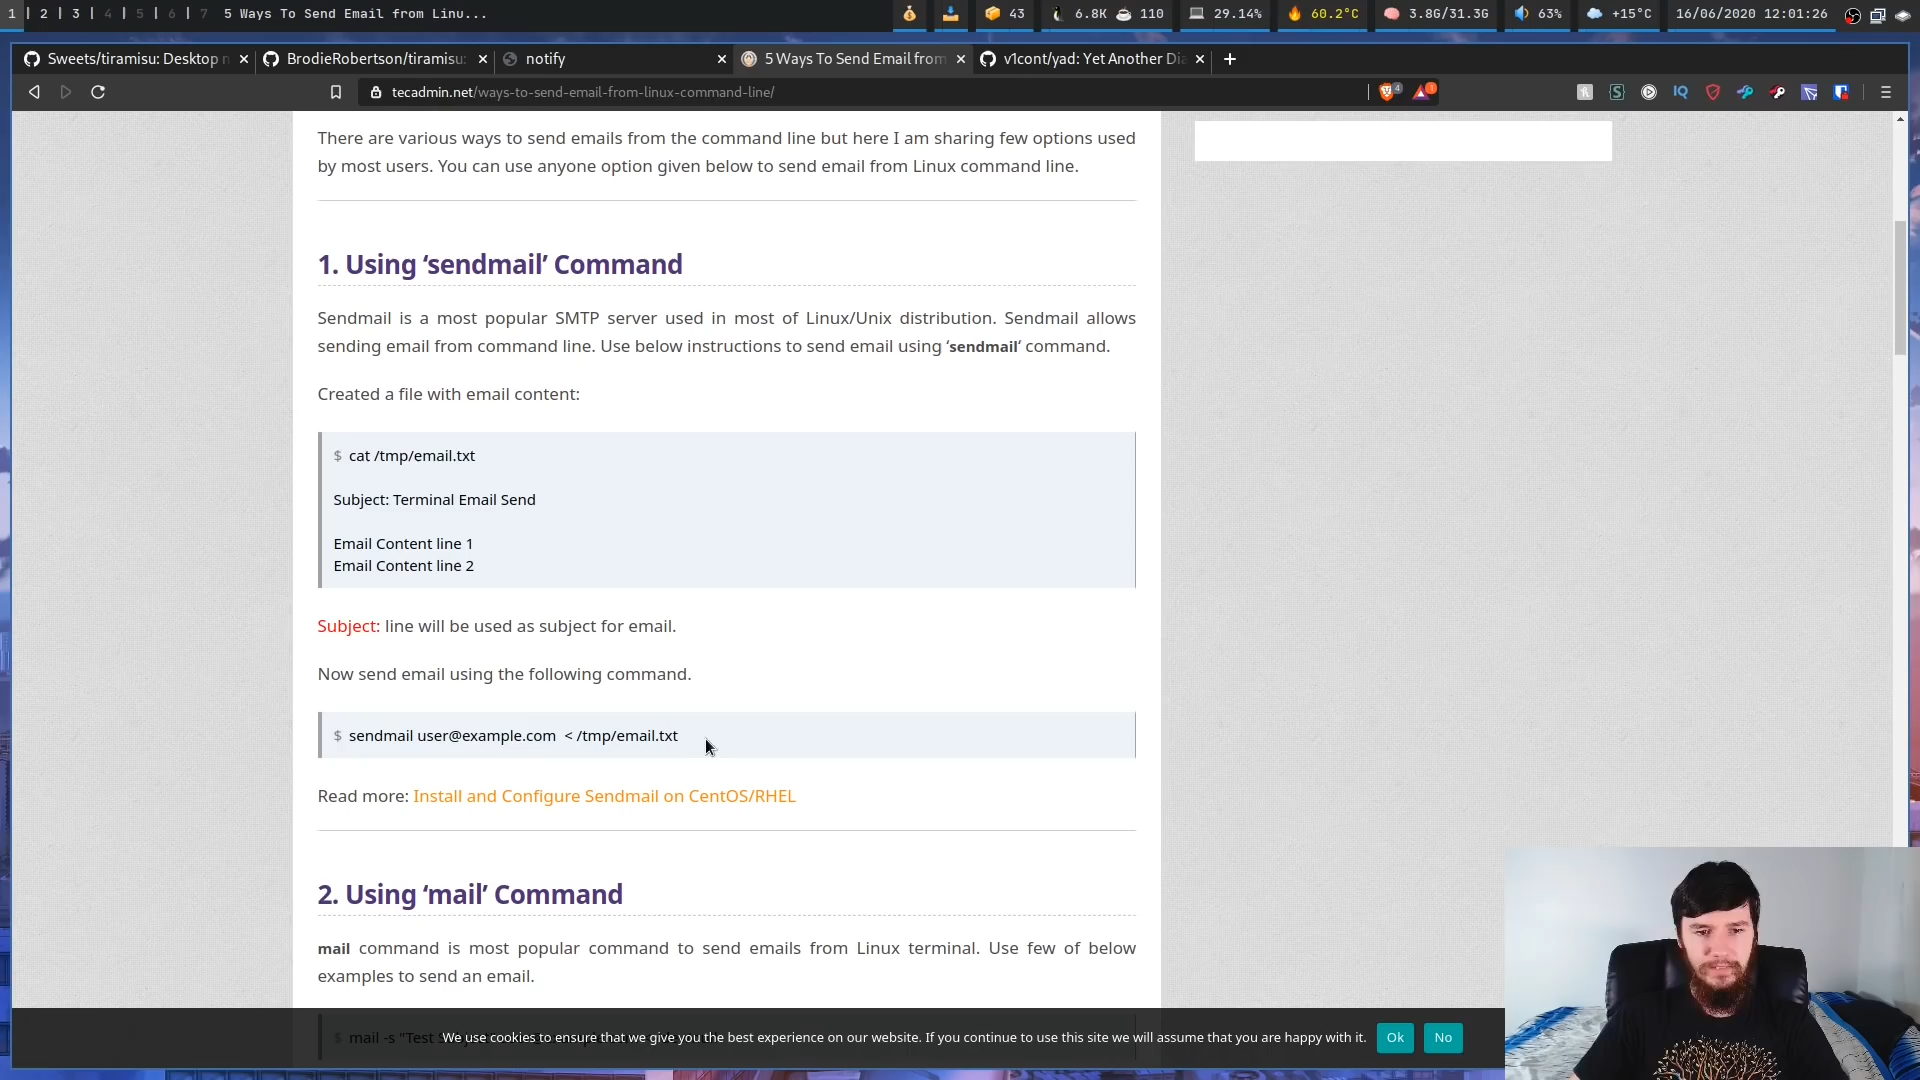 1 | 2 | 3 | 4 | 5 | 6 | 7 5 Ways To Send Email from Linu... 43 6.8K 110 29.14% 60.2°C 3.8G/31.3G 63% +15°C 16/06/2020 12:01:26
Sweets/tiramisu: Desktop n BrodieRobertson/tiramisu: notify 5 Ways To Send Email from v1cont/yad: Yet Another Dia
tecadmin.net/ways-to-send-email-from-linux-command-line/ 4 1 IQ
There are various ways to send emails from the command line but here I am sharing few options used
by most users. You can use anyone option given below to send email from Linux command line.
1. Using ‘sendmail’ Command
Sendmail is a most popular SMTP server used in most of Linux/Unix distribution. Sendmail allows
sending email from command line. Use below instructions to send email using ‘sendmail’ command.
Created a file with email content:
$ cat /tmp/email.txt
Subject: Terminal Email Send
Email Content line 1
Email Content line 2
Subject: line will be used as subject for email.
Now send email using the following command.
$ sendmail user@example.com < /tmp/email.txt
Read more: Install and Configure Sendmail on CentOS/RHEL
2. Using ‘mail’ Command
mail command is most popular command to send emails from Linux terminal. Use few of below
examples to send an email.
$ mail -s "Test
We use cookies to ensure that we give you the best experience on our website. If you continue to use this site we will assume that you are happy with it. Ok No